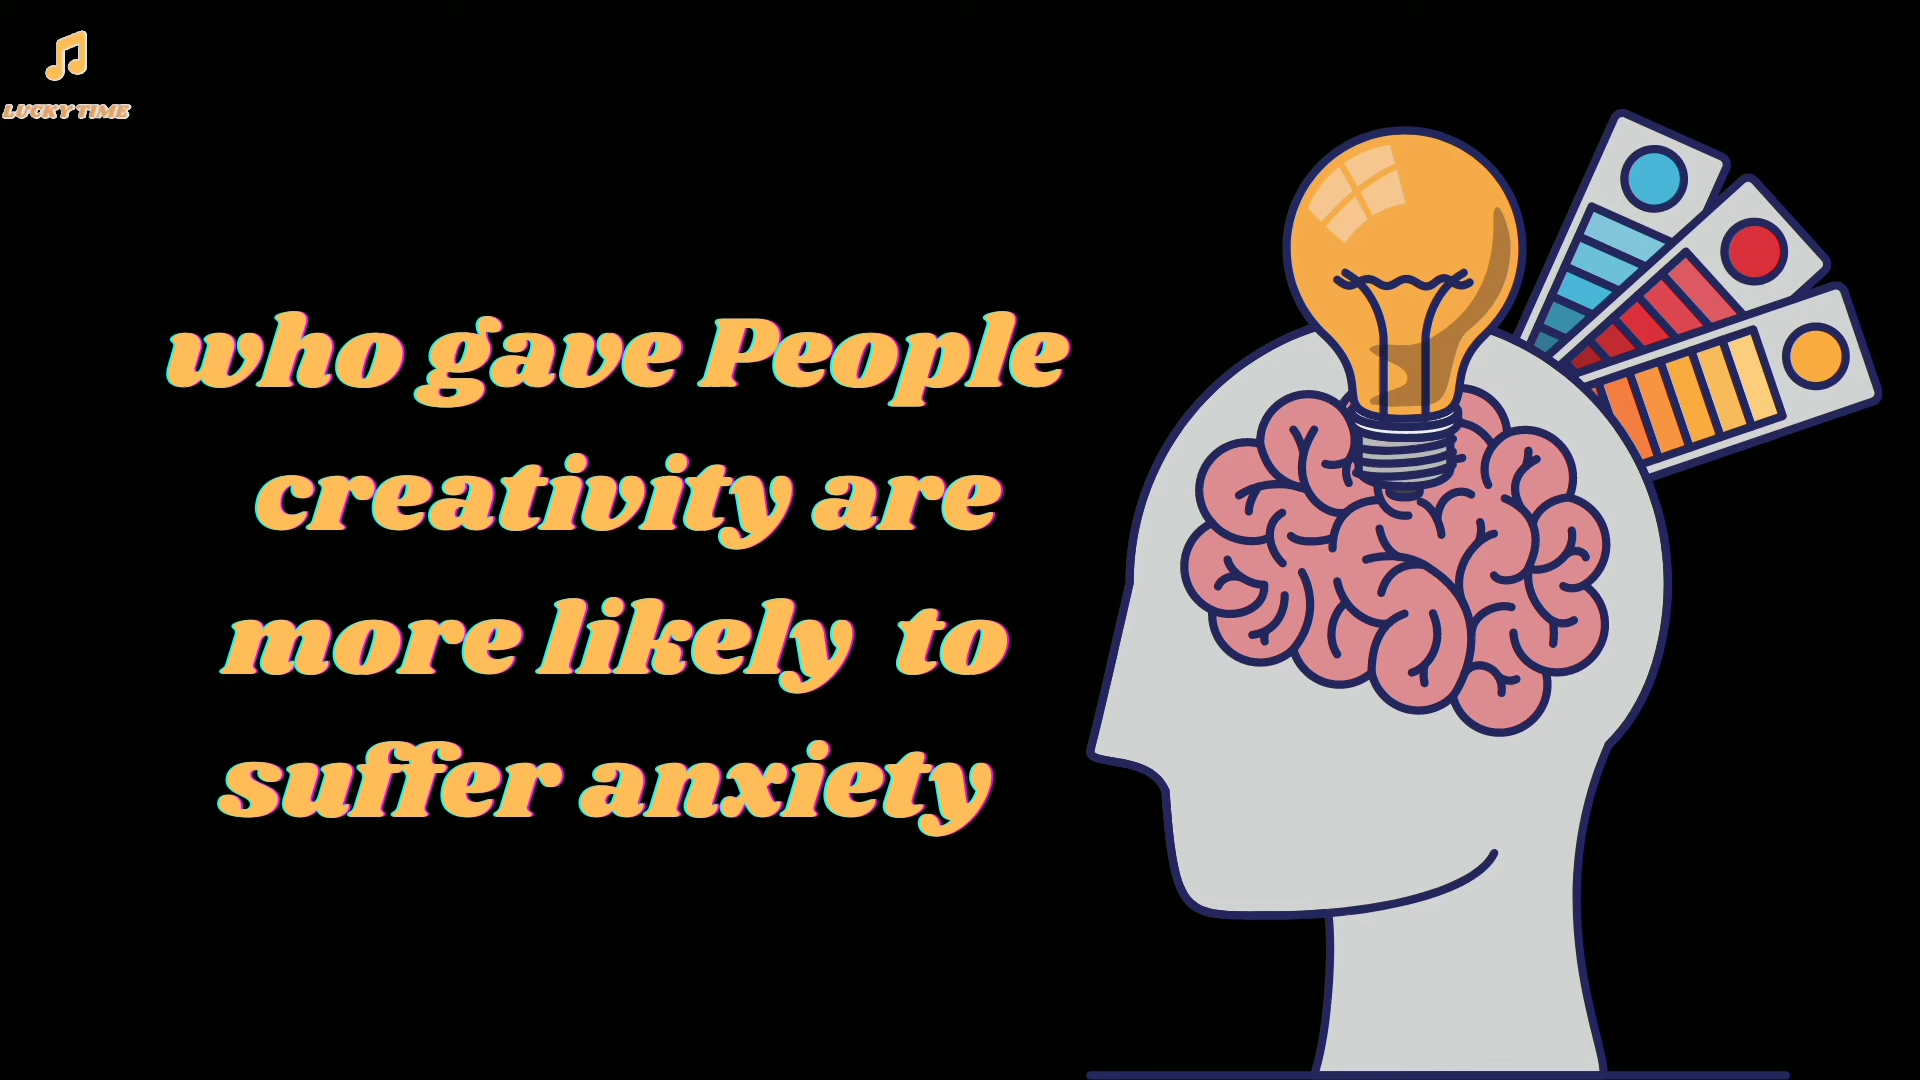 LUCKY TIME
who gave People
creativity are
more likely to
suffer anxiety